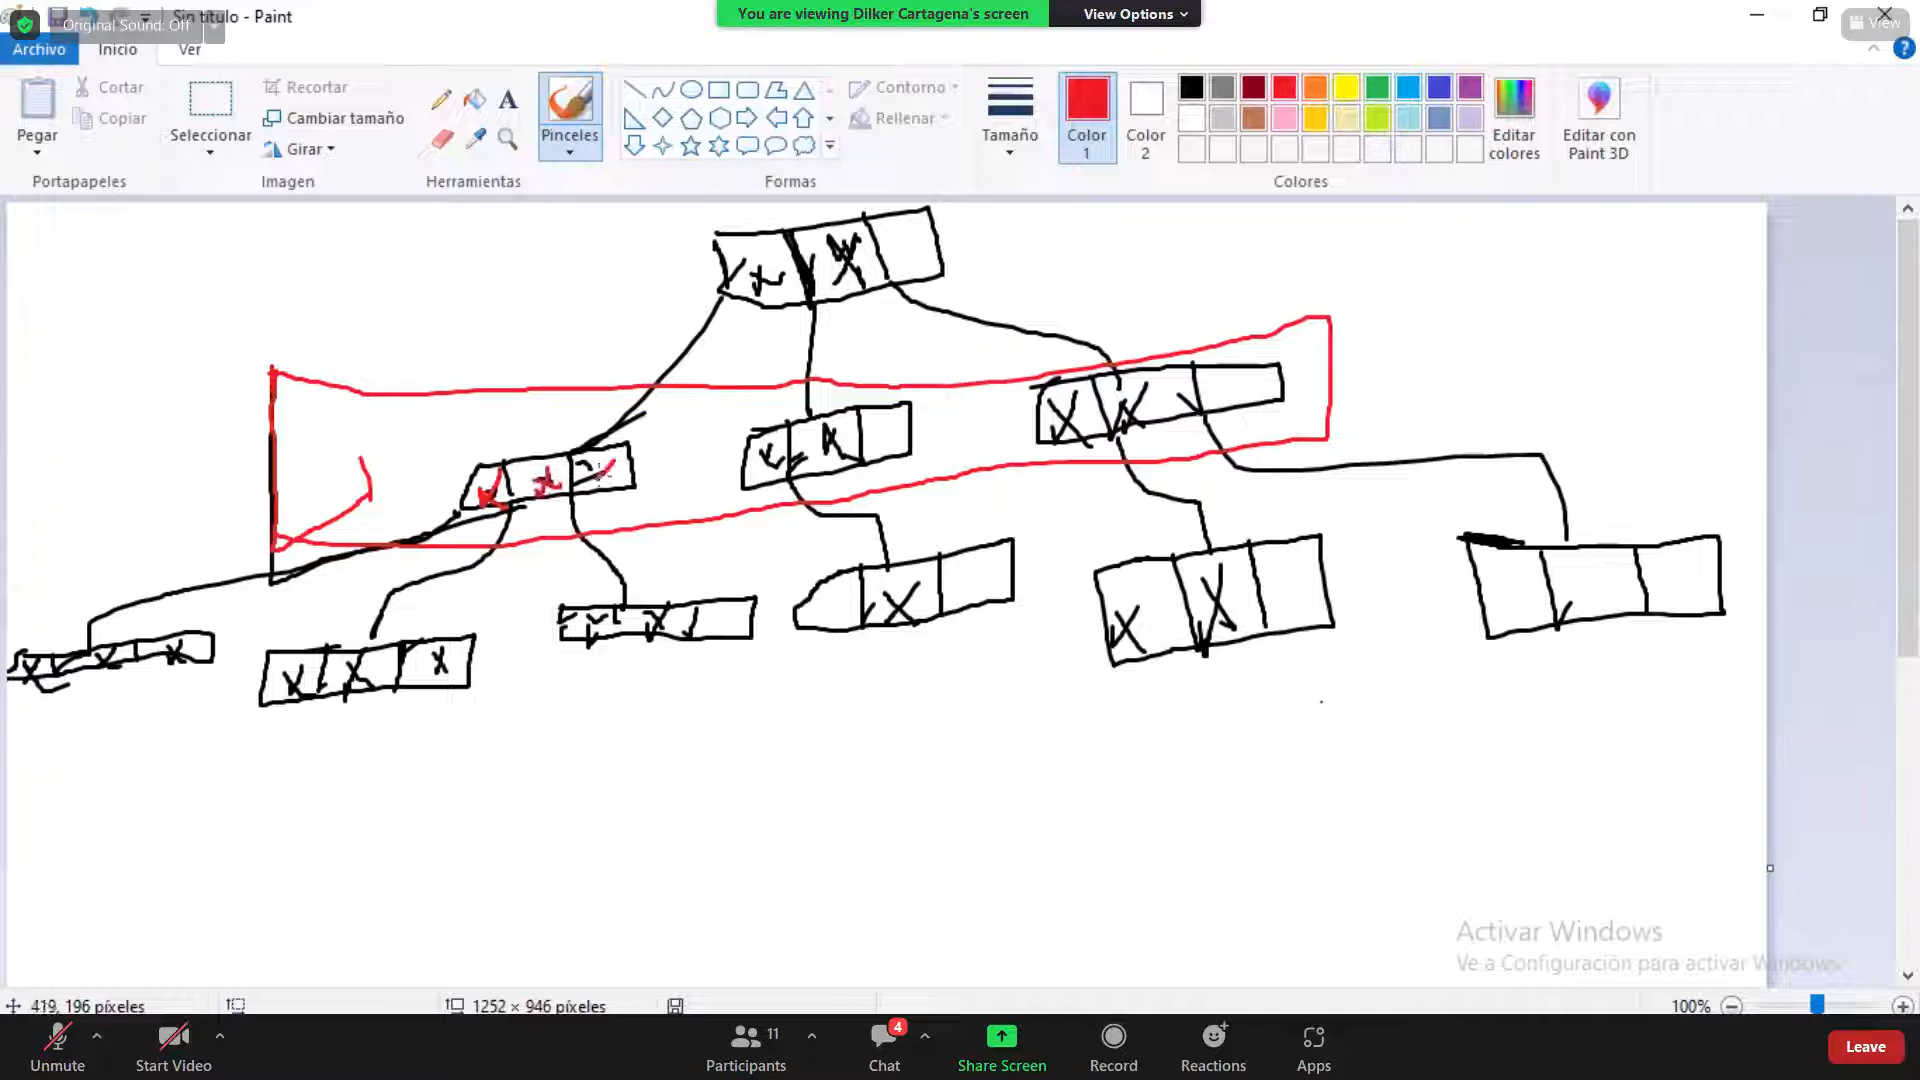 Sin título - Paint
Original Sound: Off
You are viewing Dilker Cartagena's screen
View Options
View
Archivo
Inicio
Ver
Pegar
Cortar
Copiar
Portapapeles
Seleccionar
Recortar
Cambiar tamaño
Girar
Imagen
A
Herramientas
Pinceles
Contorno
Rellenar
Formas
Tamaño
Color 1
Color 2
Editar colores
Editar con Paint 3D
Colores
Activar Windows
Ve a Configuración para activar Windows.
419, 196 píxeles
1252 × 946 píxeles
100%
Unmute
Start Video
Participants
11
Chat
4
Share Screen
Record
Reactions
Apps
Leave